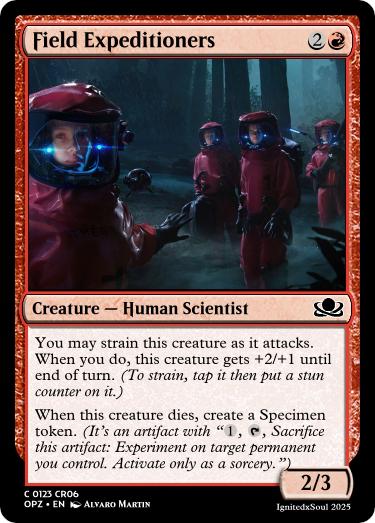 Field Expeditioners 2
Creature — Human Scientist
You may strain this creature as it attacks.
When you do, this creature gets +2/+1 until
end of turn. (To strain, tap it then put a stun
counter on it.)
When this creature dies, create a Specimen
token. (It's an artifact with “1, , Sacrifice
this artifact: Experiment on target permanent
you control. Activate only as a sorcery.”)
2/3
C 0123 CR06
OPZ • EN Alvaro Martin
IgnitedxSoul 2025